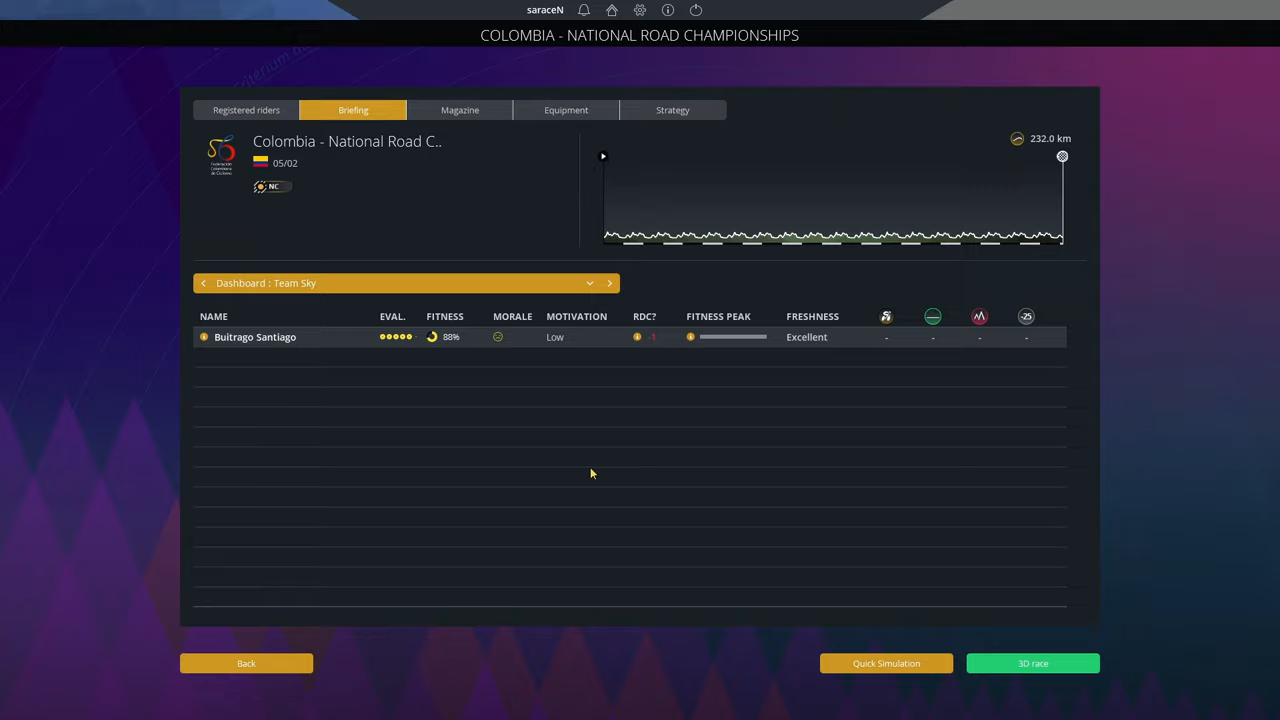 saraceN
COLOMBIA - NATIONAL ROAD CHAMPIONSHIPS
Registered riders
Briefing
Magazine
Equipment
Strategy
Colombia - National Road C..
05/02
NC
232.0 km
Dashboard : Team Sky
NAME EVAL. FITNESS MORALE MOTIVATION RDC? FITNESS PEAK FRESHNESS -25
Buitrago Santiago 88% Low -1 Excellent - - - -
Back
Quick Simulation
3D race